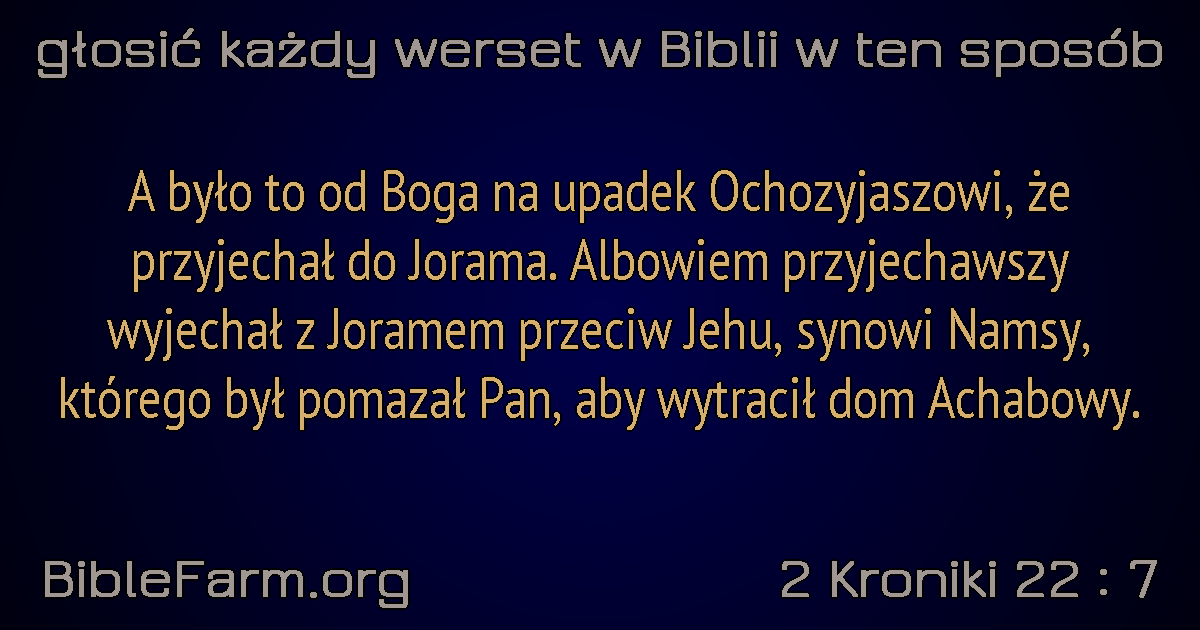 głosić każdy werset w Biblii w ten sposób
A było to od Boga na upadek Ochozyjaszowi, że
przyjechał do Jorama. Albowiem przyjechawszy
wyjechał z Joramem przeciw Jehu, synowi Namsy,
którego był pomazał Pan, aby wytracił dom Achabowy.
BibleFarm.org
2 Kroniki 22 : 7